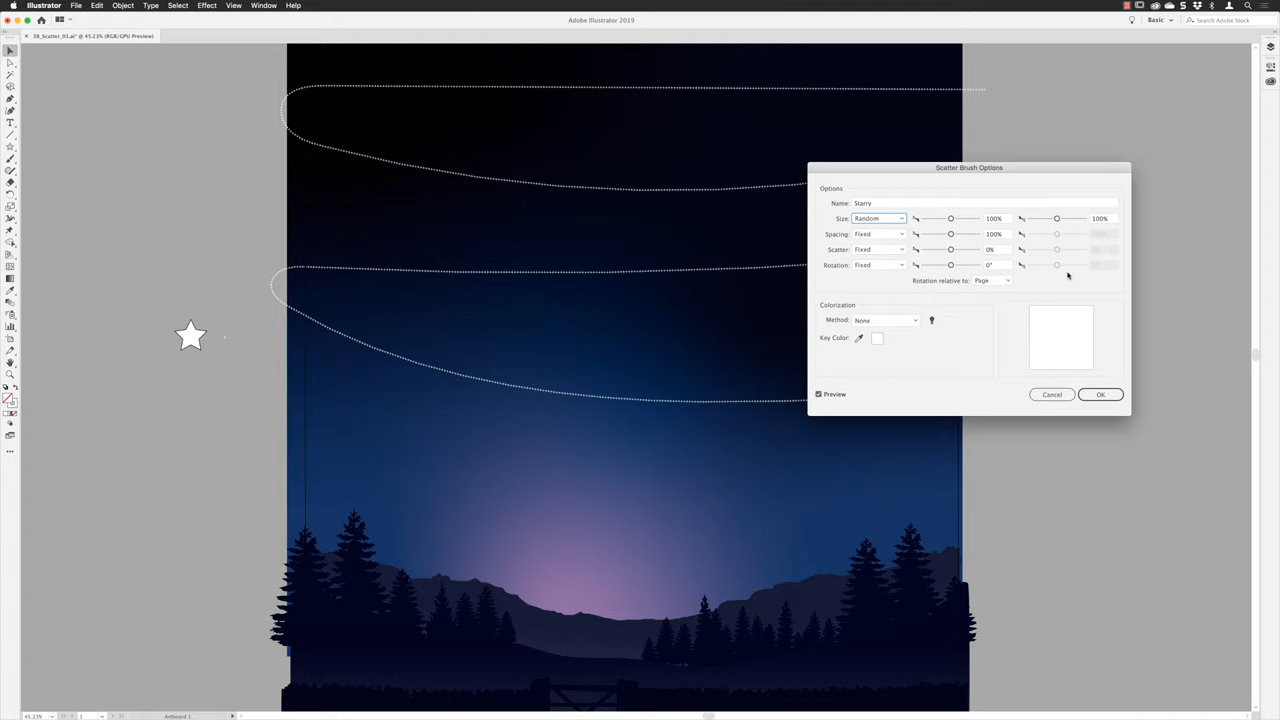 Illustrator File Edit Object Type Select Effect View Window Help
Adobe Illustrator 2019
Basic
Search Adobe Stock
38_Scatter_01.ai* @ 45.23% (RGB/GPU Preview)
Scatter Brush Options
Options
Name: Starry
Size: Random 100% 100%
Spacing: Fixed 100%
Scatter: Fixed 0%
Rotation: Fixed 0°
Rotation relative to: Page
Colorization
Method: None
Key Color:
Preview
Cancel OK
45.23% 1 Artboard 1